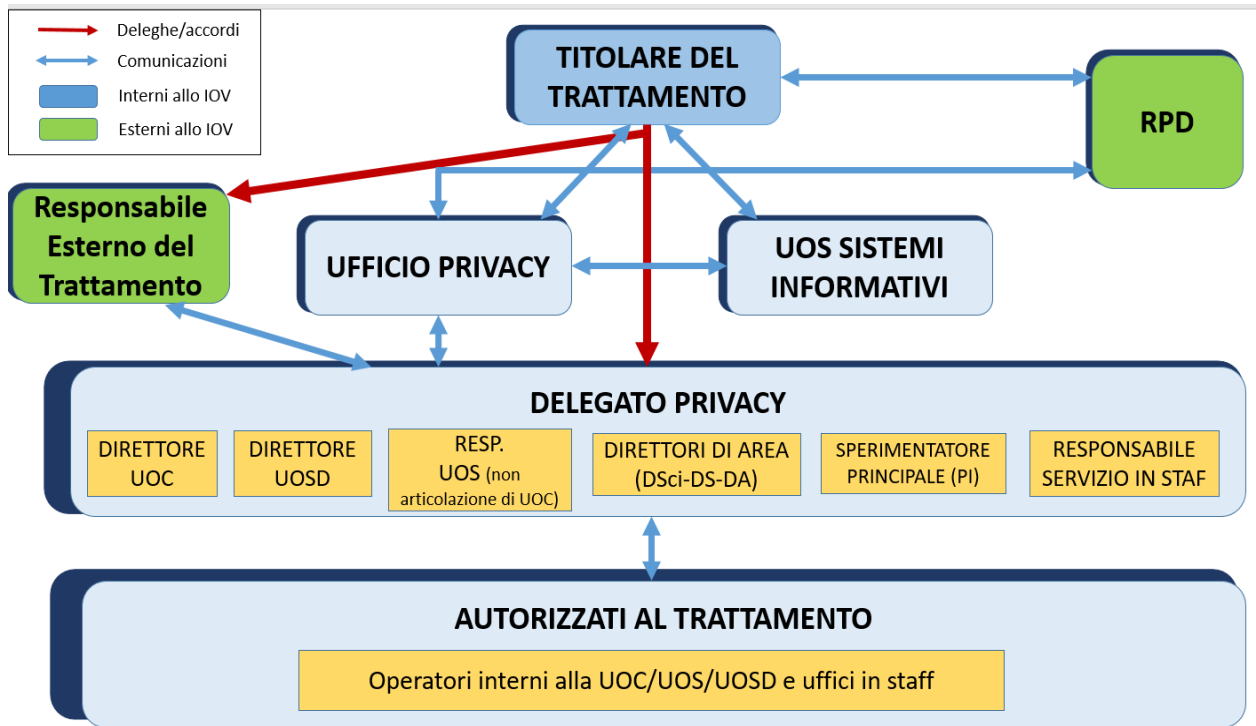 Deleghe/accordi
Comunicazioni
Interni allo IOV
Esterni allo IOV
TITOLARE DEL
TRATTAMENTO
RPD
Responsabile
Esterno del
Trattamento
UFFICIO PRIVACY
UOS SISTEMI
INFORMATIVI
DELEGATO PRIVACY
DIRETTORE
UOC
DIRETTORE
UOSD
RESP.
UOS (non
articolazione di UOC)
DIRETTORI DI AREA
(DSci-DS-DA)
SPERIMENTATORE
PRINCIPALE (PI)
RESPONSABILE
SERVIZIO IN STAF
AUTORIZZATI AL TRATTAMENTO
Operatori interni alla UOC/UOS/UOSD e uffici in staff